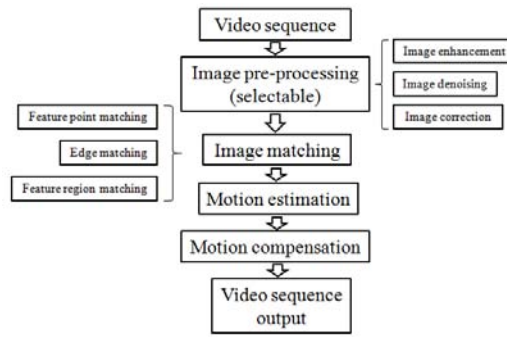 Video sequence
Image pre-processing
(selectable)
Image enhancement
Image denoising
Image correction
Feature point matching
Edge matching
Feature region matching
Image matching
Motion estimation
Motion compensation
Video sequence
output